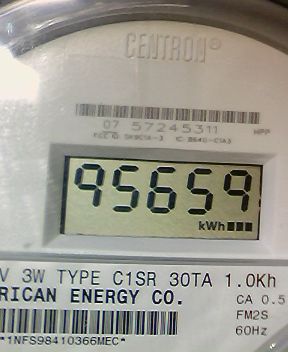 CENTRON®
07 57245311 HPP
95659
kWh
V 3W TYPE C1SR 30TA 1.0Kh
RICAN ENERGY CO. CA 0.5
FM2S
60Hz
*1NFS98410366MEC*